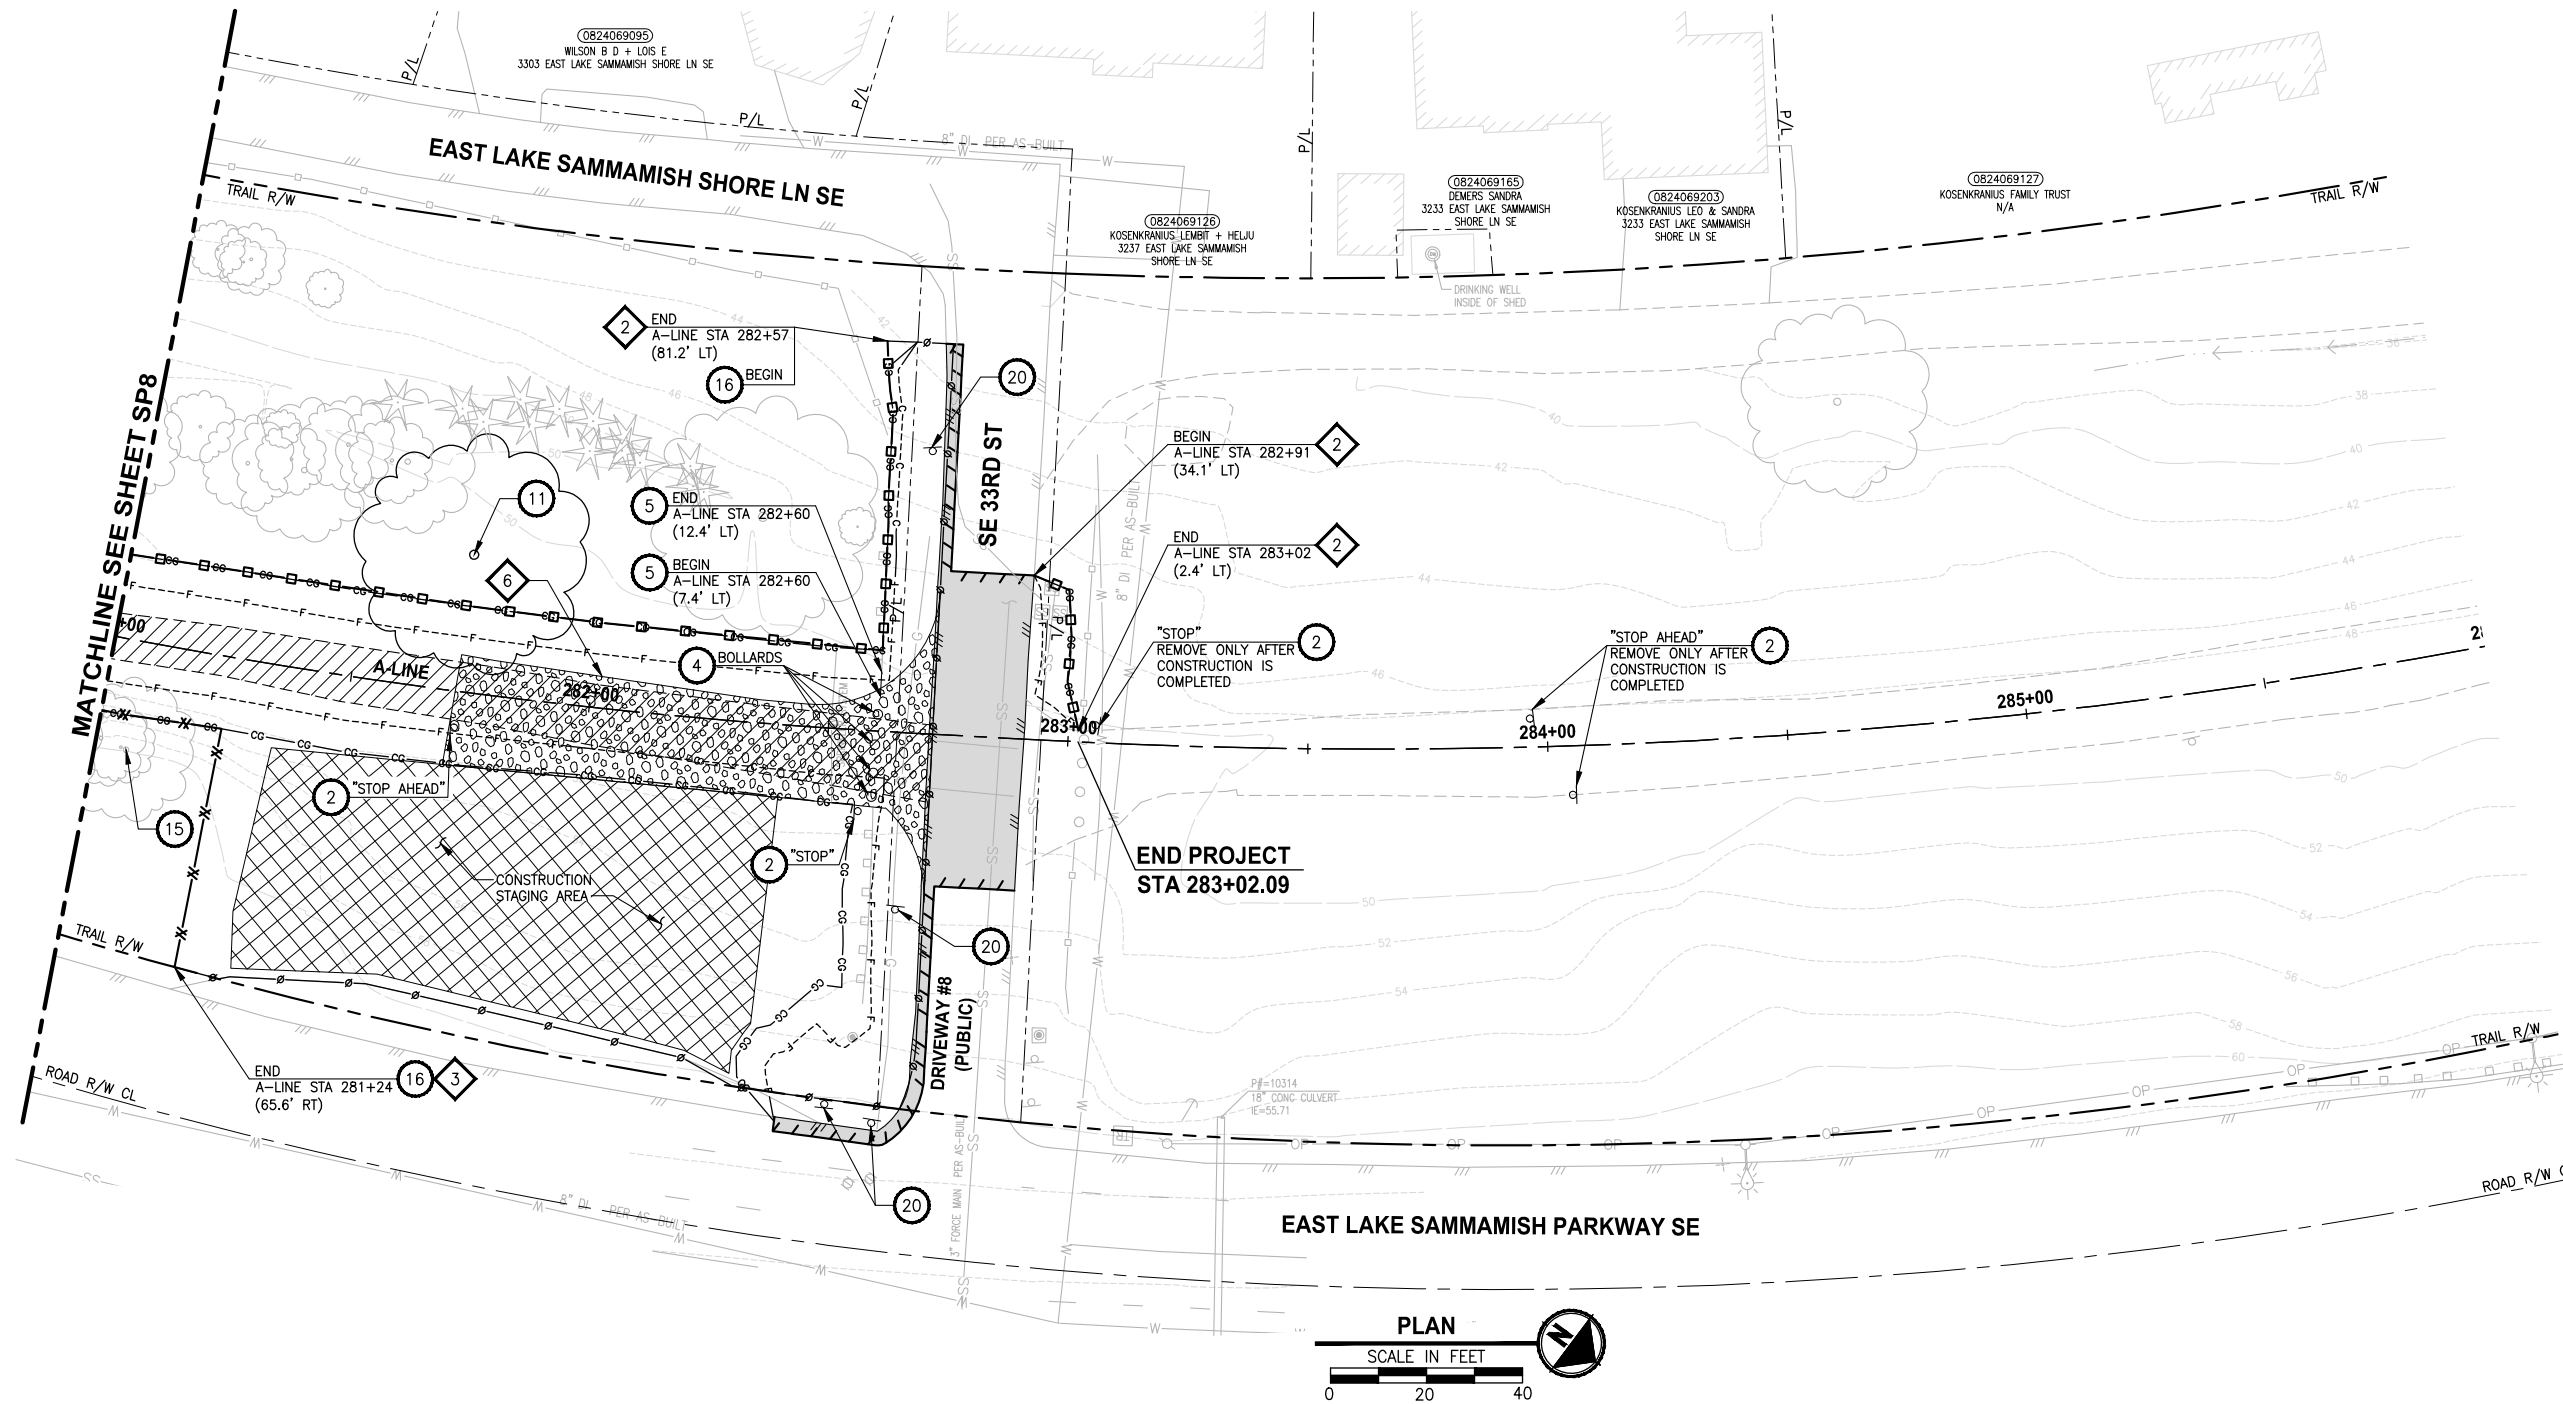 0824069095
WILSON B D + LOIS E
3303 EAST LAKE SAMMAMISH SHORE LN SE
P/L
P/L
P/L
P/L
P/L
8" DI PER AS-BUILT
EAST LAKE SAMMAMISH SHORE LN SE
TRAIL R/W
0824069126
KOSENKRANIUS LEMBIT + HELJU
3237 EAST LAKE SAMMAMISH
SHORE LN SE
0824069165
DEMERS SANDRA
3233 EAST LAKE SAMMAMISH
SHORE LN SE
0824069203
KOSENKRANIUS LEO & SANDRA
3233 EAST LAKE SAMMAMISH
SHORE LN SE
0824069127
KOSENKRANIUS FAMILY TRUST
N/A
TRAIL R/W
DRINKING WELL
INSIDE OF SHED
MATCHLINE SEE SHEET SP8
2
END
A-LINE STA 282+57
(81.2' LT)
16
BEGIN
20
SE 33RD ST
BEGIN
A-LINE STA 282+91
(34.1' LT)
2
11
5
END
A-LINE STA 282+60
(12.4' LT)
5
BEGIN
A-LINE STA 282+60
(7.4' LT)
END
A-LINE STA 283+02
(2.4' LT)
2
8" DI PER AS-BUILT
6
4
BOLLARDS
P/L
P/L
"STOP"
REMOVE ONLY AFTER
CONSTRUCTION IS
COMPLETED
2
"STOP AHEAD"
REMOVE ONLY AFTER
CONSTRUCTION IS
COMPLETED
2
+00
A-LINE
282+00
283+00
284+00
285+00
2
"STOP AHEAD"
15
2
"STOP"
CONSTRUCTION
STAGING AREA
END PROJECT
STA 283+02.09
20
DRIVEWAY #8
(PUBLIC)
TRAIL R/W
END
A-LINE STA 281+24
(65.6' RT)
16
3
ROAD R/W CL
P#=10314
18" CONC CULVERT
IE=55.71
TRAIL R/W
20
3" FORCE MAIN PER AS-BUILT
8" DI PER AS-BUILT
ROAD R/W
EAST LAKE SAMMAMISH PARKWAY SE
PLAN
N
SCALE IN FEET
0 20 40